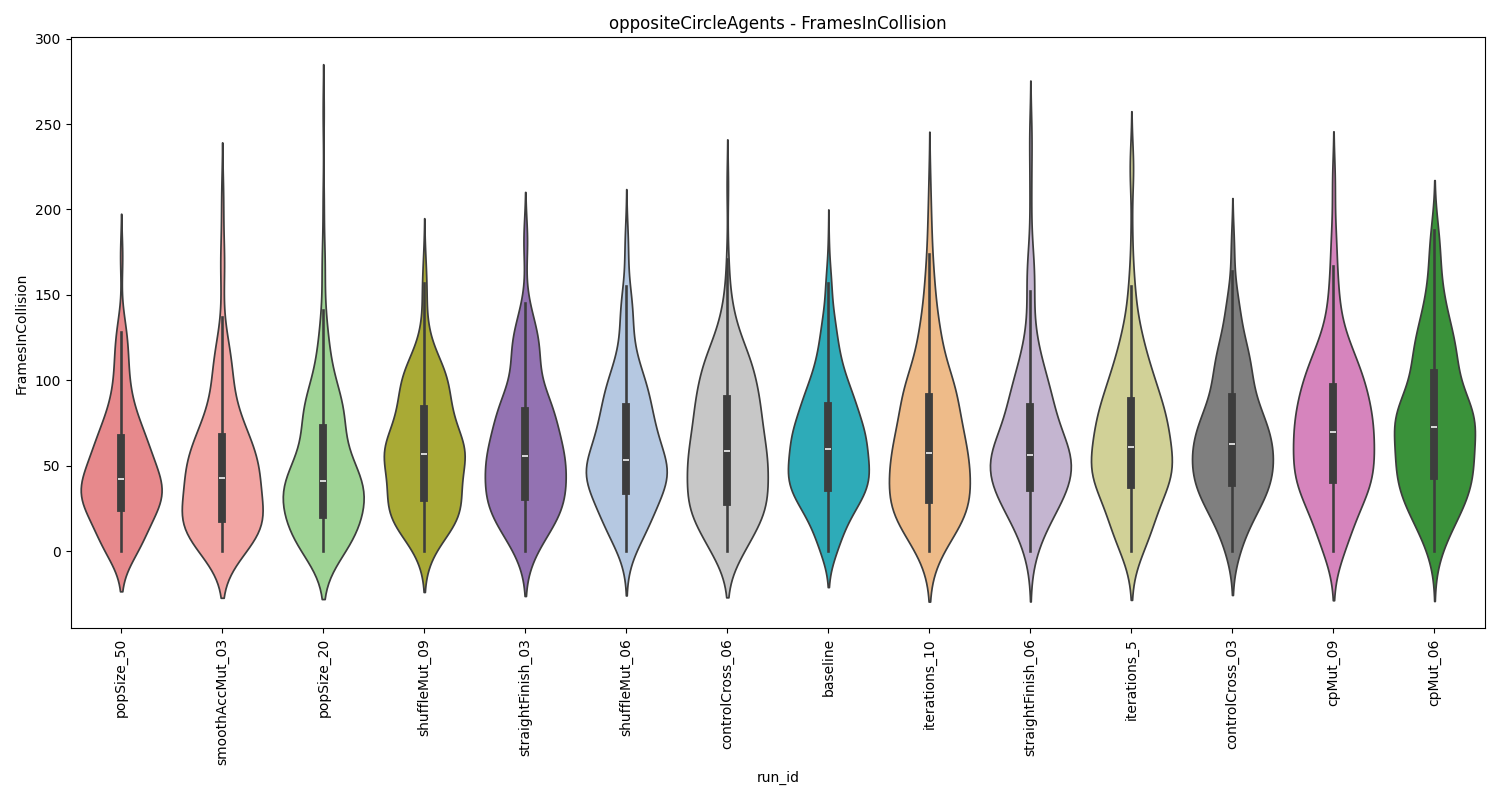 oppositeCircleAgents - FramesInCollision
FramesInCollision
300
250
200
150
100
50
0
popSize_50
smoothAccMut_03
popSize_20
shuffleMut_09
straightFinish_03
shuffleMut_06
controlCross_06
baseline
iterations_10
straightFinish_06
iterations_5
controlCross_03
cpMut_09
cpMut_06
run_id